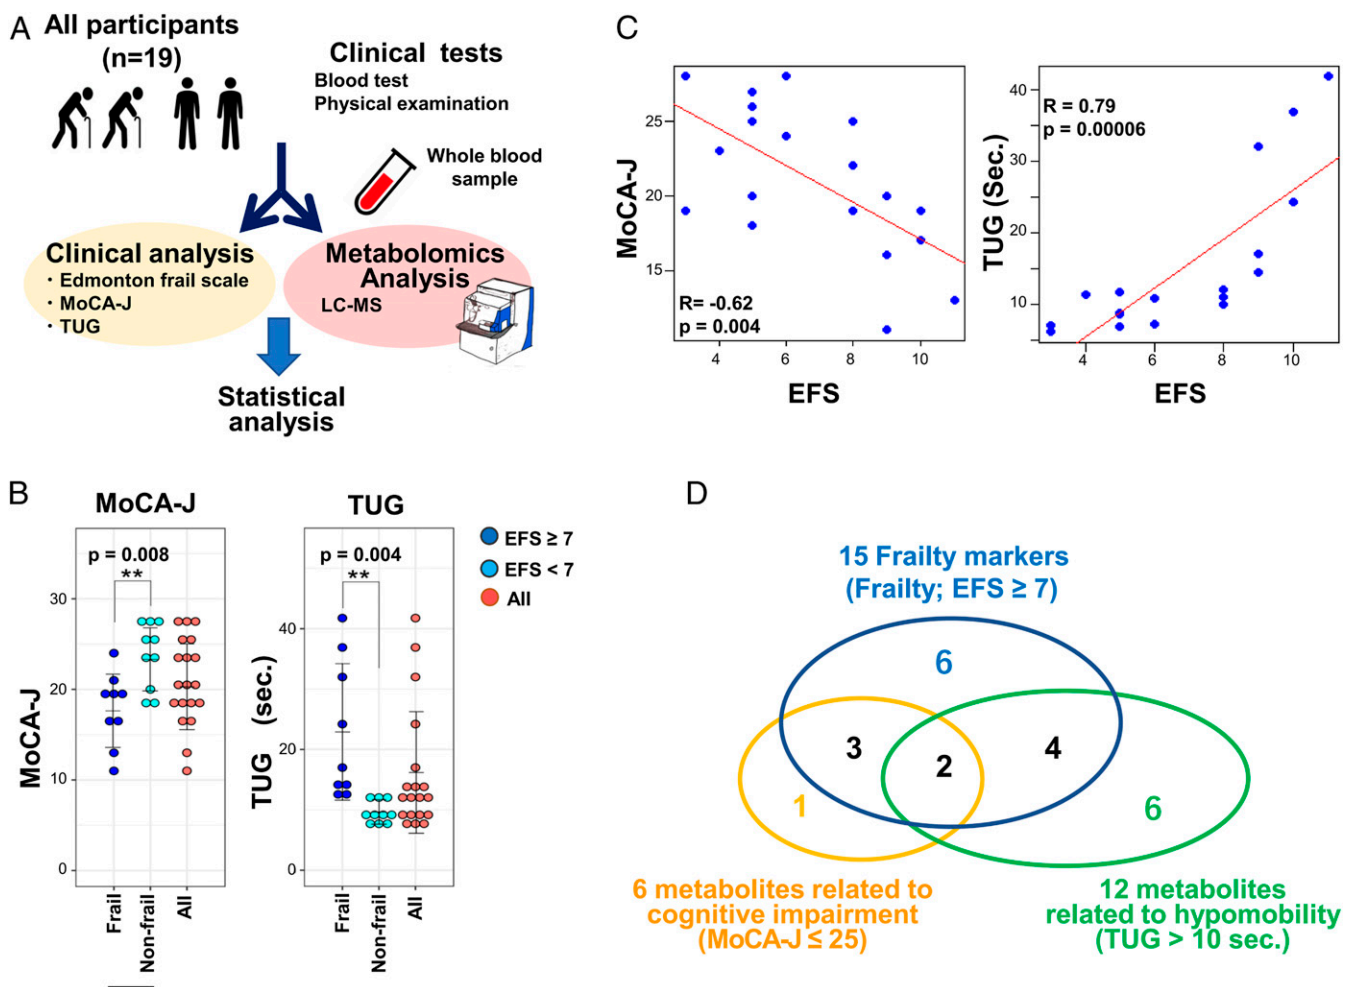 A
All participants
(n=19)
Clinical tests
Blood test
Physical examination
Whole blood
sample
Clinical analysis
・ Edmonton frail scale
・ MoCA-J
・ TUG
Metabolomics
Analysis
LC-MS
Statistical
analysis
B
MoCA-J
p = 0.008
**
30
20
10
0
MoCA-J
Frail
Non-frail
All
TUG
p = 0.004
**
40
20
0
TUG (sec.)
Frail
Non-frail
All
EFS ≥ 7
EFS < 7
All
C
25
20
15
MoCA-J
R= -0.62
p = 0.004
4 6 8 10
EFS
R = 0.79
p = 0.00006
40
30
20
10
TUG (Sec.)
4 6 8 10
EFS
D
15 Frailty markers
(Frailty; EFS ≥ 7)
6
3
2
4
1
6
6 metabolites related to
cognitive impairment
(MoCA-J ≤ 25)
12 metabolites
related to hypomobility
(TUG > 10 sec.)